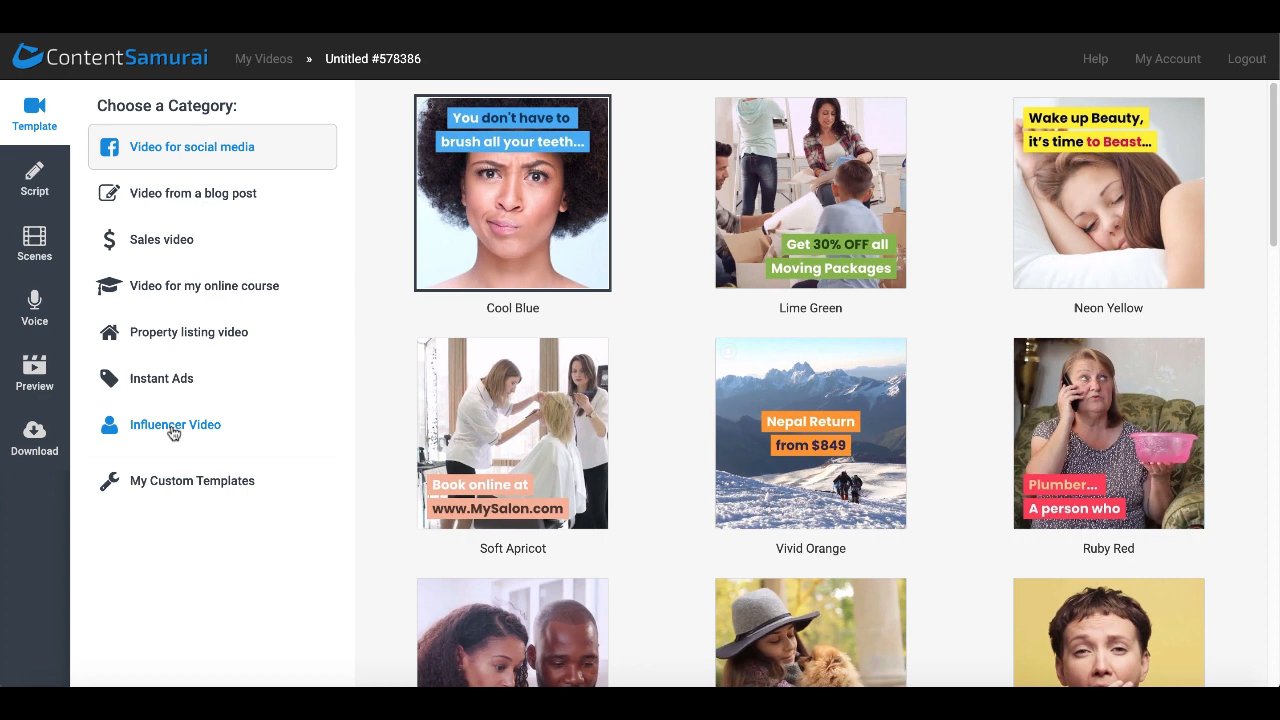 ContentSamurai
My Videos » Untitled #578386
Help
My Account
Logout
Template
Script
Scenes
Voice
Preview
Download
Choose a Category:
Video for social media
Video from a blog post
Sales video
Video for my online course
Property listing video
Instant Ads
Influencer Video
My Custom Templates
You don't have to
brush all your teeth...
Cool Blue
Get 30% OFF all
Moving Packages
Lime Green
Wake up Beauty,
it's time to Beast...
Neon Yellow
Book online at
www.MySalon.com
Soft Apricot
Nepal Return
from $849
Vivid Orange
Plumber...
A person who
Ruby Red